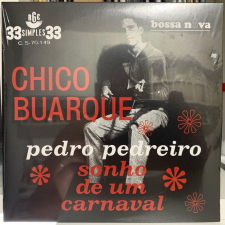 RGE
bossa nova
33 SIMPLES 33
C.S-70.149
CHICO
BUARQUE
pedro pedreiro
sonho
de um
carnaval